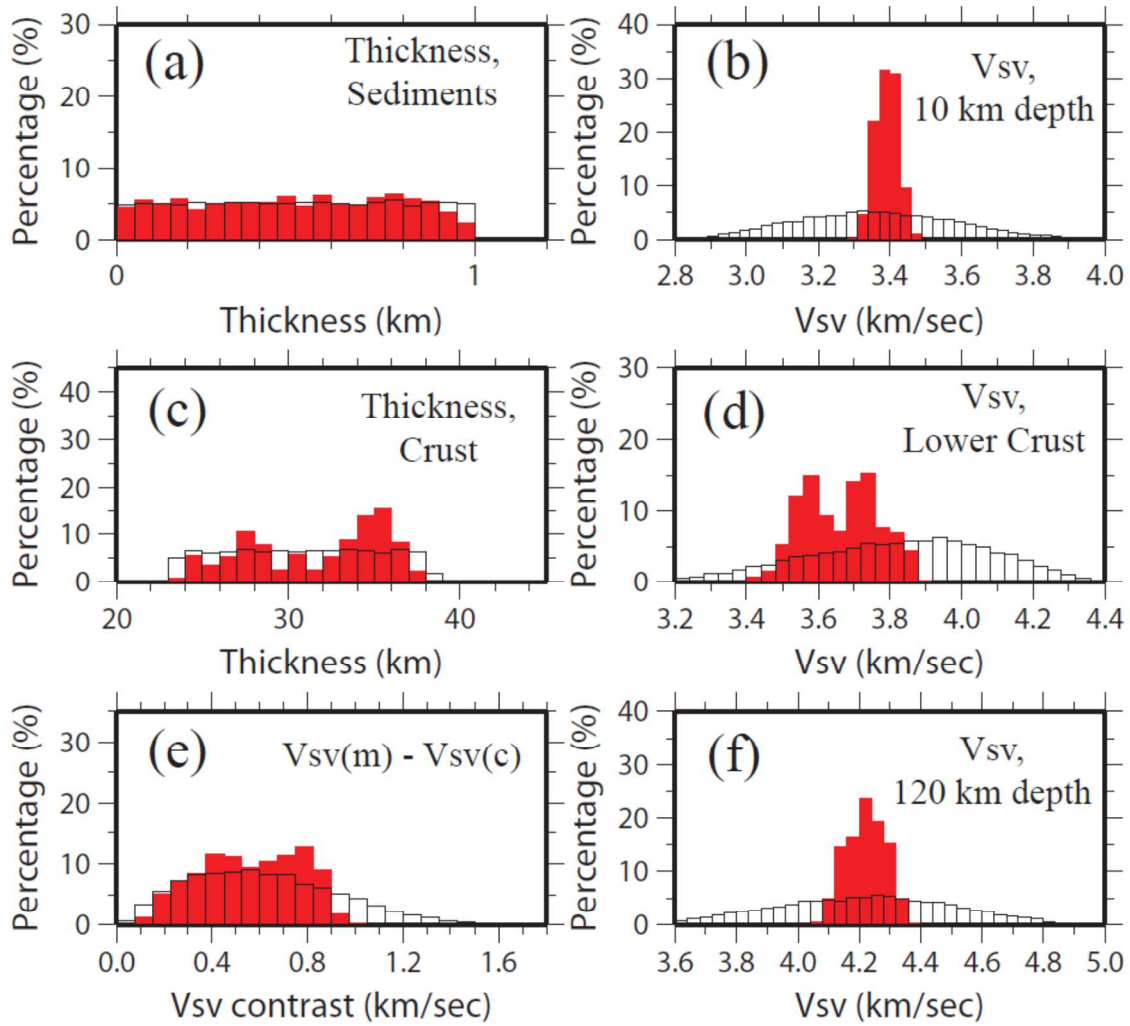 30
20
10
0
Percentage (%)
(a)
Thickness,
Sediments
0
1
Thickness (km)
40
30
20
10
0
Percentage (%)
(b)
Vsv,
10 km depth
2.8 3.0 3.2 3.4 3.6 3.8 4.0
Vsv (km/sec)
40
30
20
10
0
Percentage (%)
(c)
Thickness,
Crust
20 30 40
Thickness (km)
30
20
10
0
Percentage (%)
(d)
Vsv,
Lower Crust
3.2 3.4 3.6 3.8 4.0 4.2 4.4
Vsv (km/sec)
30
20
10
0
Percentage (%)
(e)
Vsv(m) - Vsv(c)
0.0 0.4 0.8 1.2 1.6
Vsv contrast (km/sec)
40
30
20
10
0
Percentage (%)
(f)
Vsv,
120 km depth
3.6 3.8 4.0 4.2 4.4 4.6 4.8 5.0
Vsv (km/sec)